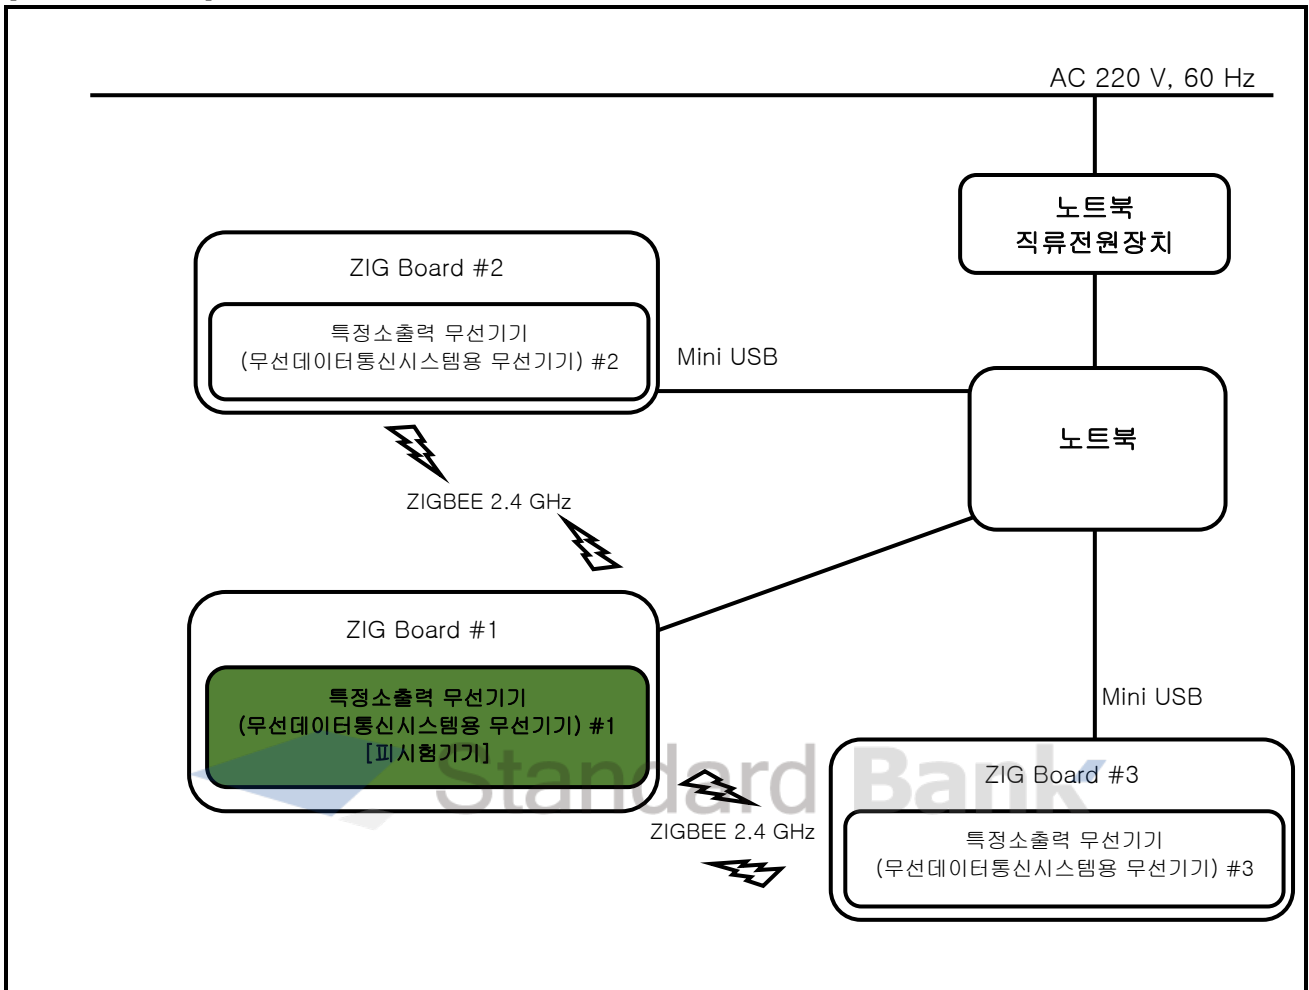 AC 220 V, 60 Hz
노트북
직류전원장치
ZIG Board #2
특정소출력 무선기기
(무선데이터통신시스템용 무선기기) #2
Mini USB
노트북
ZIGBEE 2.4 GHz
ZIG Board #1
특정소출력 무선기기
(무선데이터통신시스템용 무선기기) #1
[피시험기기]
Mini USB
Standard Bank
ZIG Board #3
ZIGBEE 2.4 GHz
특정소출력 무선기기
(무선데이터통신시스템용 무선기기) #3